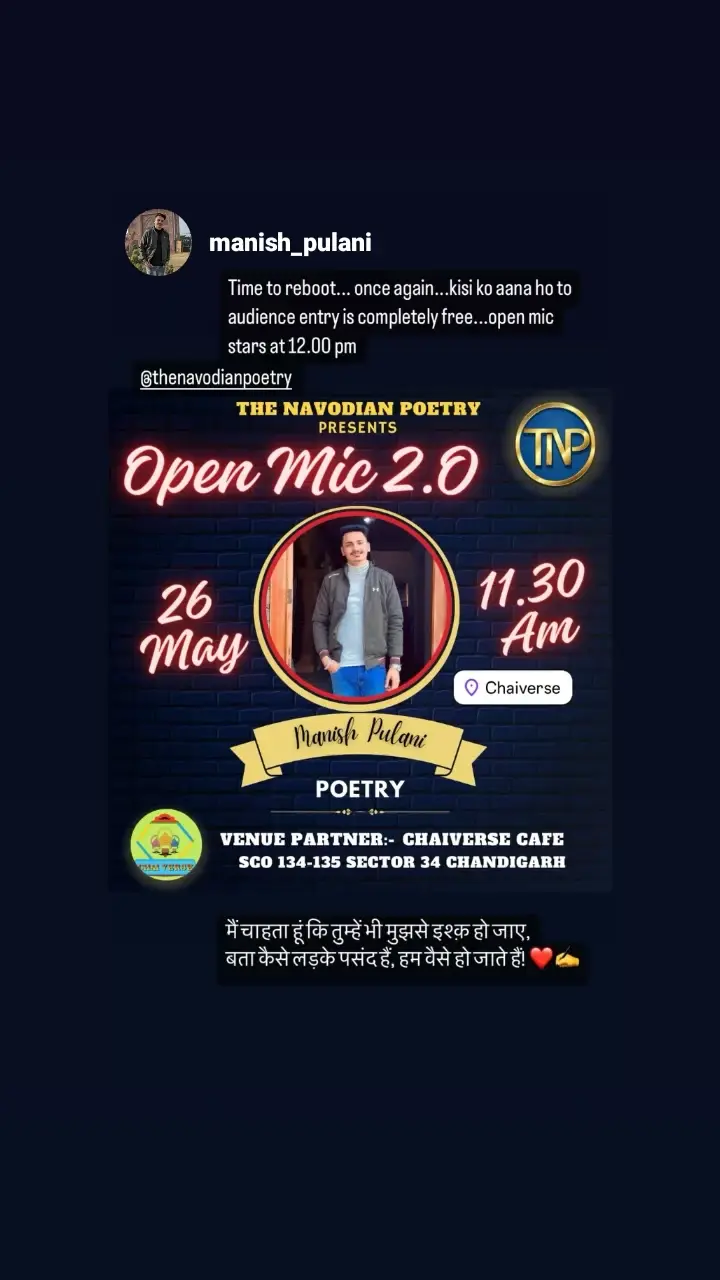 manish_pulani
Time to reboot... once again...kisi ko aana ho to
audience entry is completely free...open mic
stars at 12.00 pm
@thenavodianpoetry
THE NAVODIAN POETRY
PRESENTS
TNP
Open Mic 2.0
26
May
11.30
Am
Chaiverse
Manish Pulani
POETRY
VENUE PARTNER:- CHAIVERSE CAFE
SCO 134-135 SECTOR 34 CHANDIGARH
मैं चाहता हूं कि तुम्हें भी मुझसे इश्क़ हो जाए,
बता कैसे लड़के पसंद हैं, हम वैसे हो जाते हैं! ❤️✍️